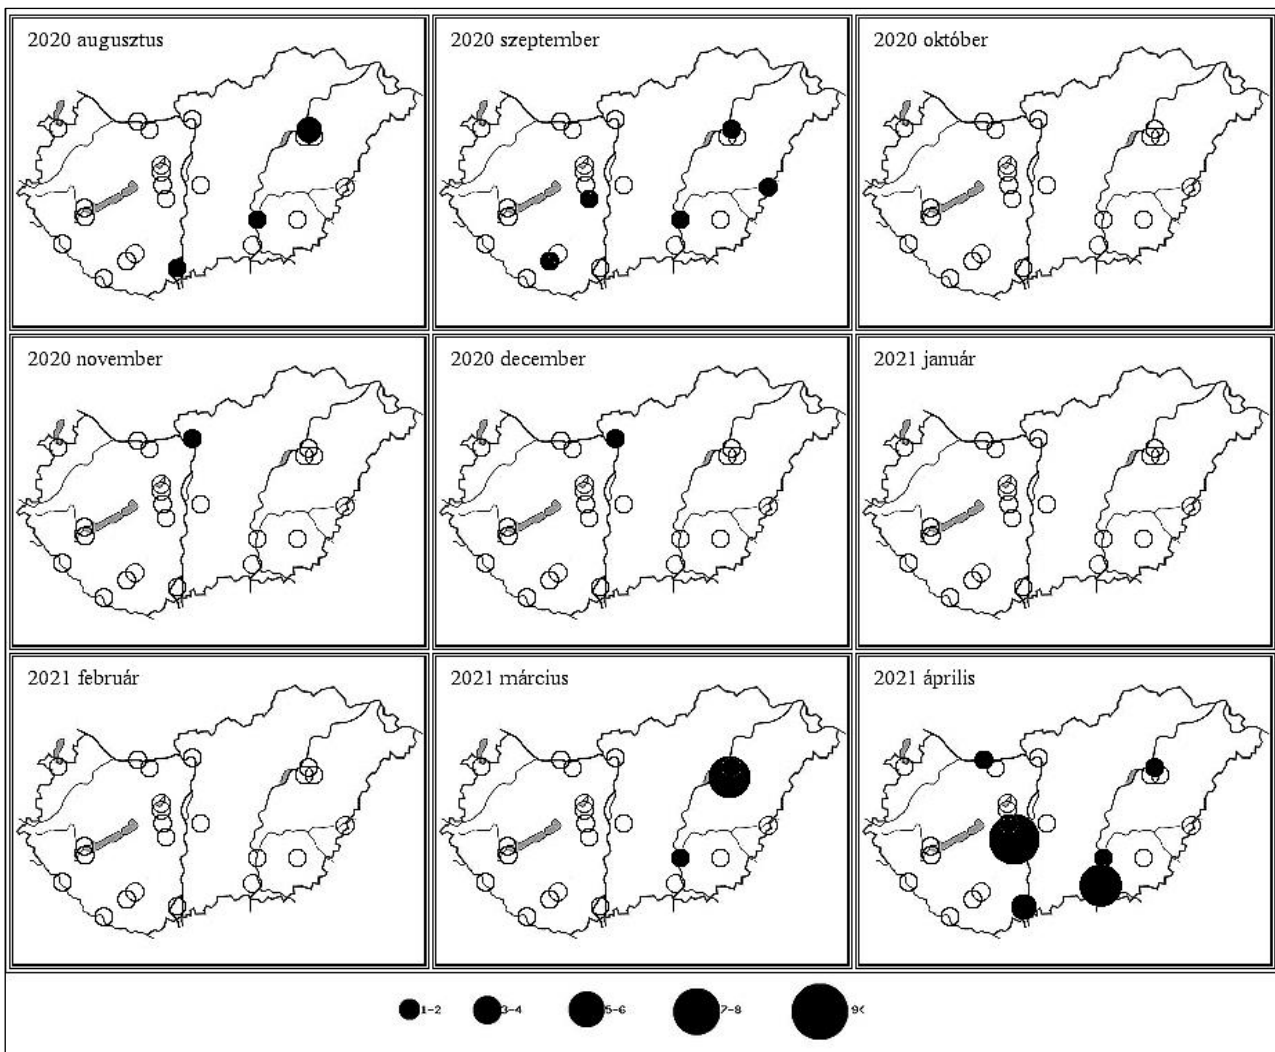 2020 augusztus
2020 szeptember
2020 október
2020 november
2020 december
2021 január
2021 február
2021 március
2021 április
1-2
3-4
5-6
7-8
9<